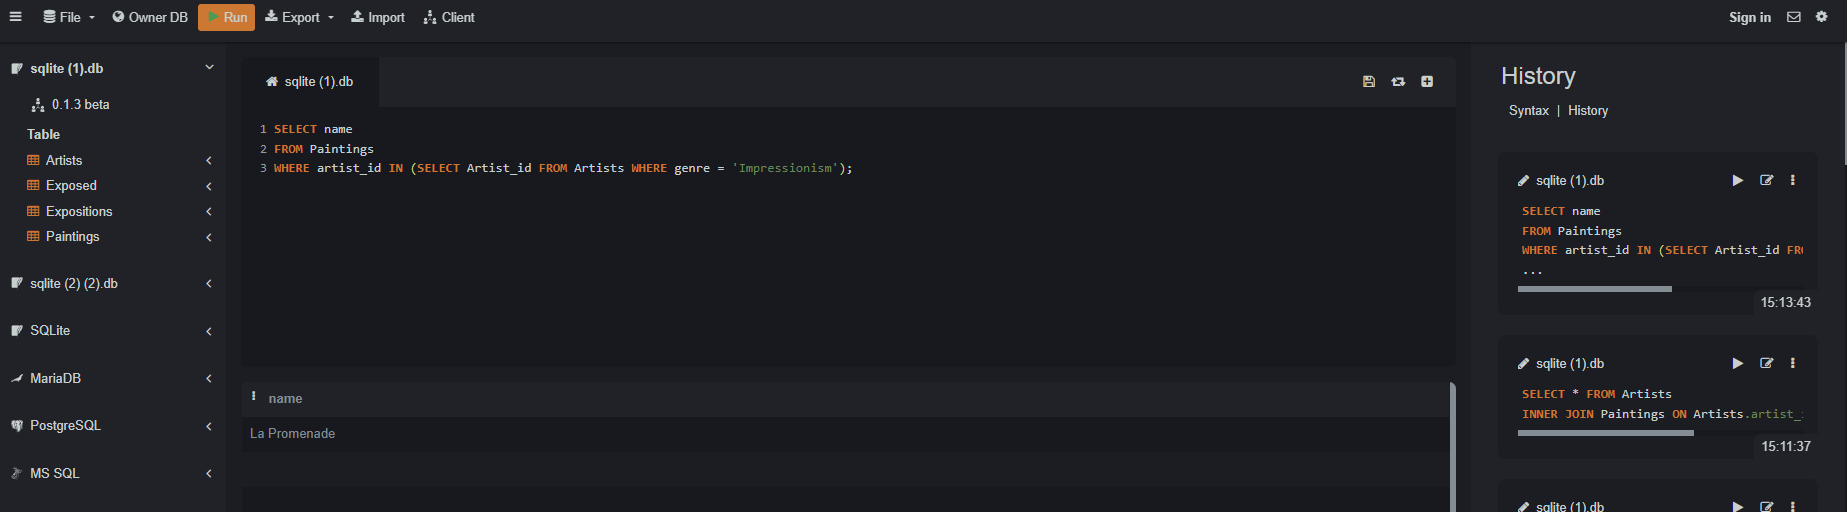 File Owner DB Run Export Import Client Sign in
sqlite (1).db
0.1.3 beta
Table
Artists
Exposed
Expositions
Paintings
sqlite (2) (2).db
SQLite
MariaDB
PostgreSQL
MS SQL
sqlite (1).db
1 SELECT name
2 FROM Paintings
3 WHERE artist_id IN (SELECT Artist_id FROM Artists WHERE genre = 'Impressionism');
name
La Promenade
History
Syntax | History
sqlite (1).db
SELECT name
FROM Paintings
WHERE artist_id IN (SELECT Artist_id FR
...
15:13:43
sqlite (1).db
SELECT * FROM Artists
INNER JOIN Paintings ON Artists.artist_
15:11:37
sqlite (1).db